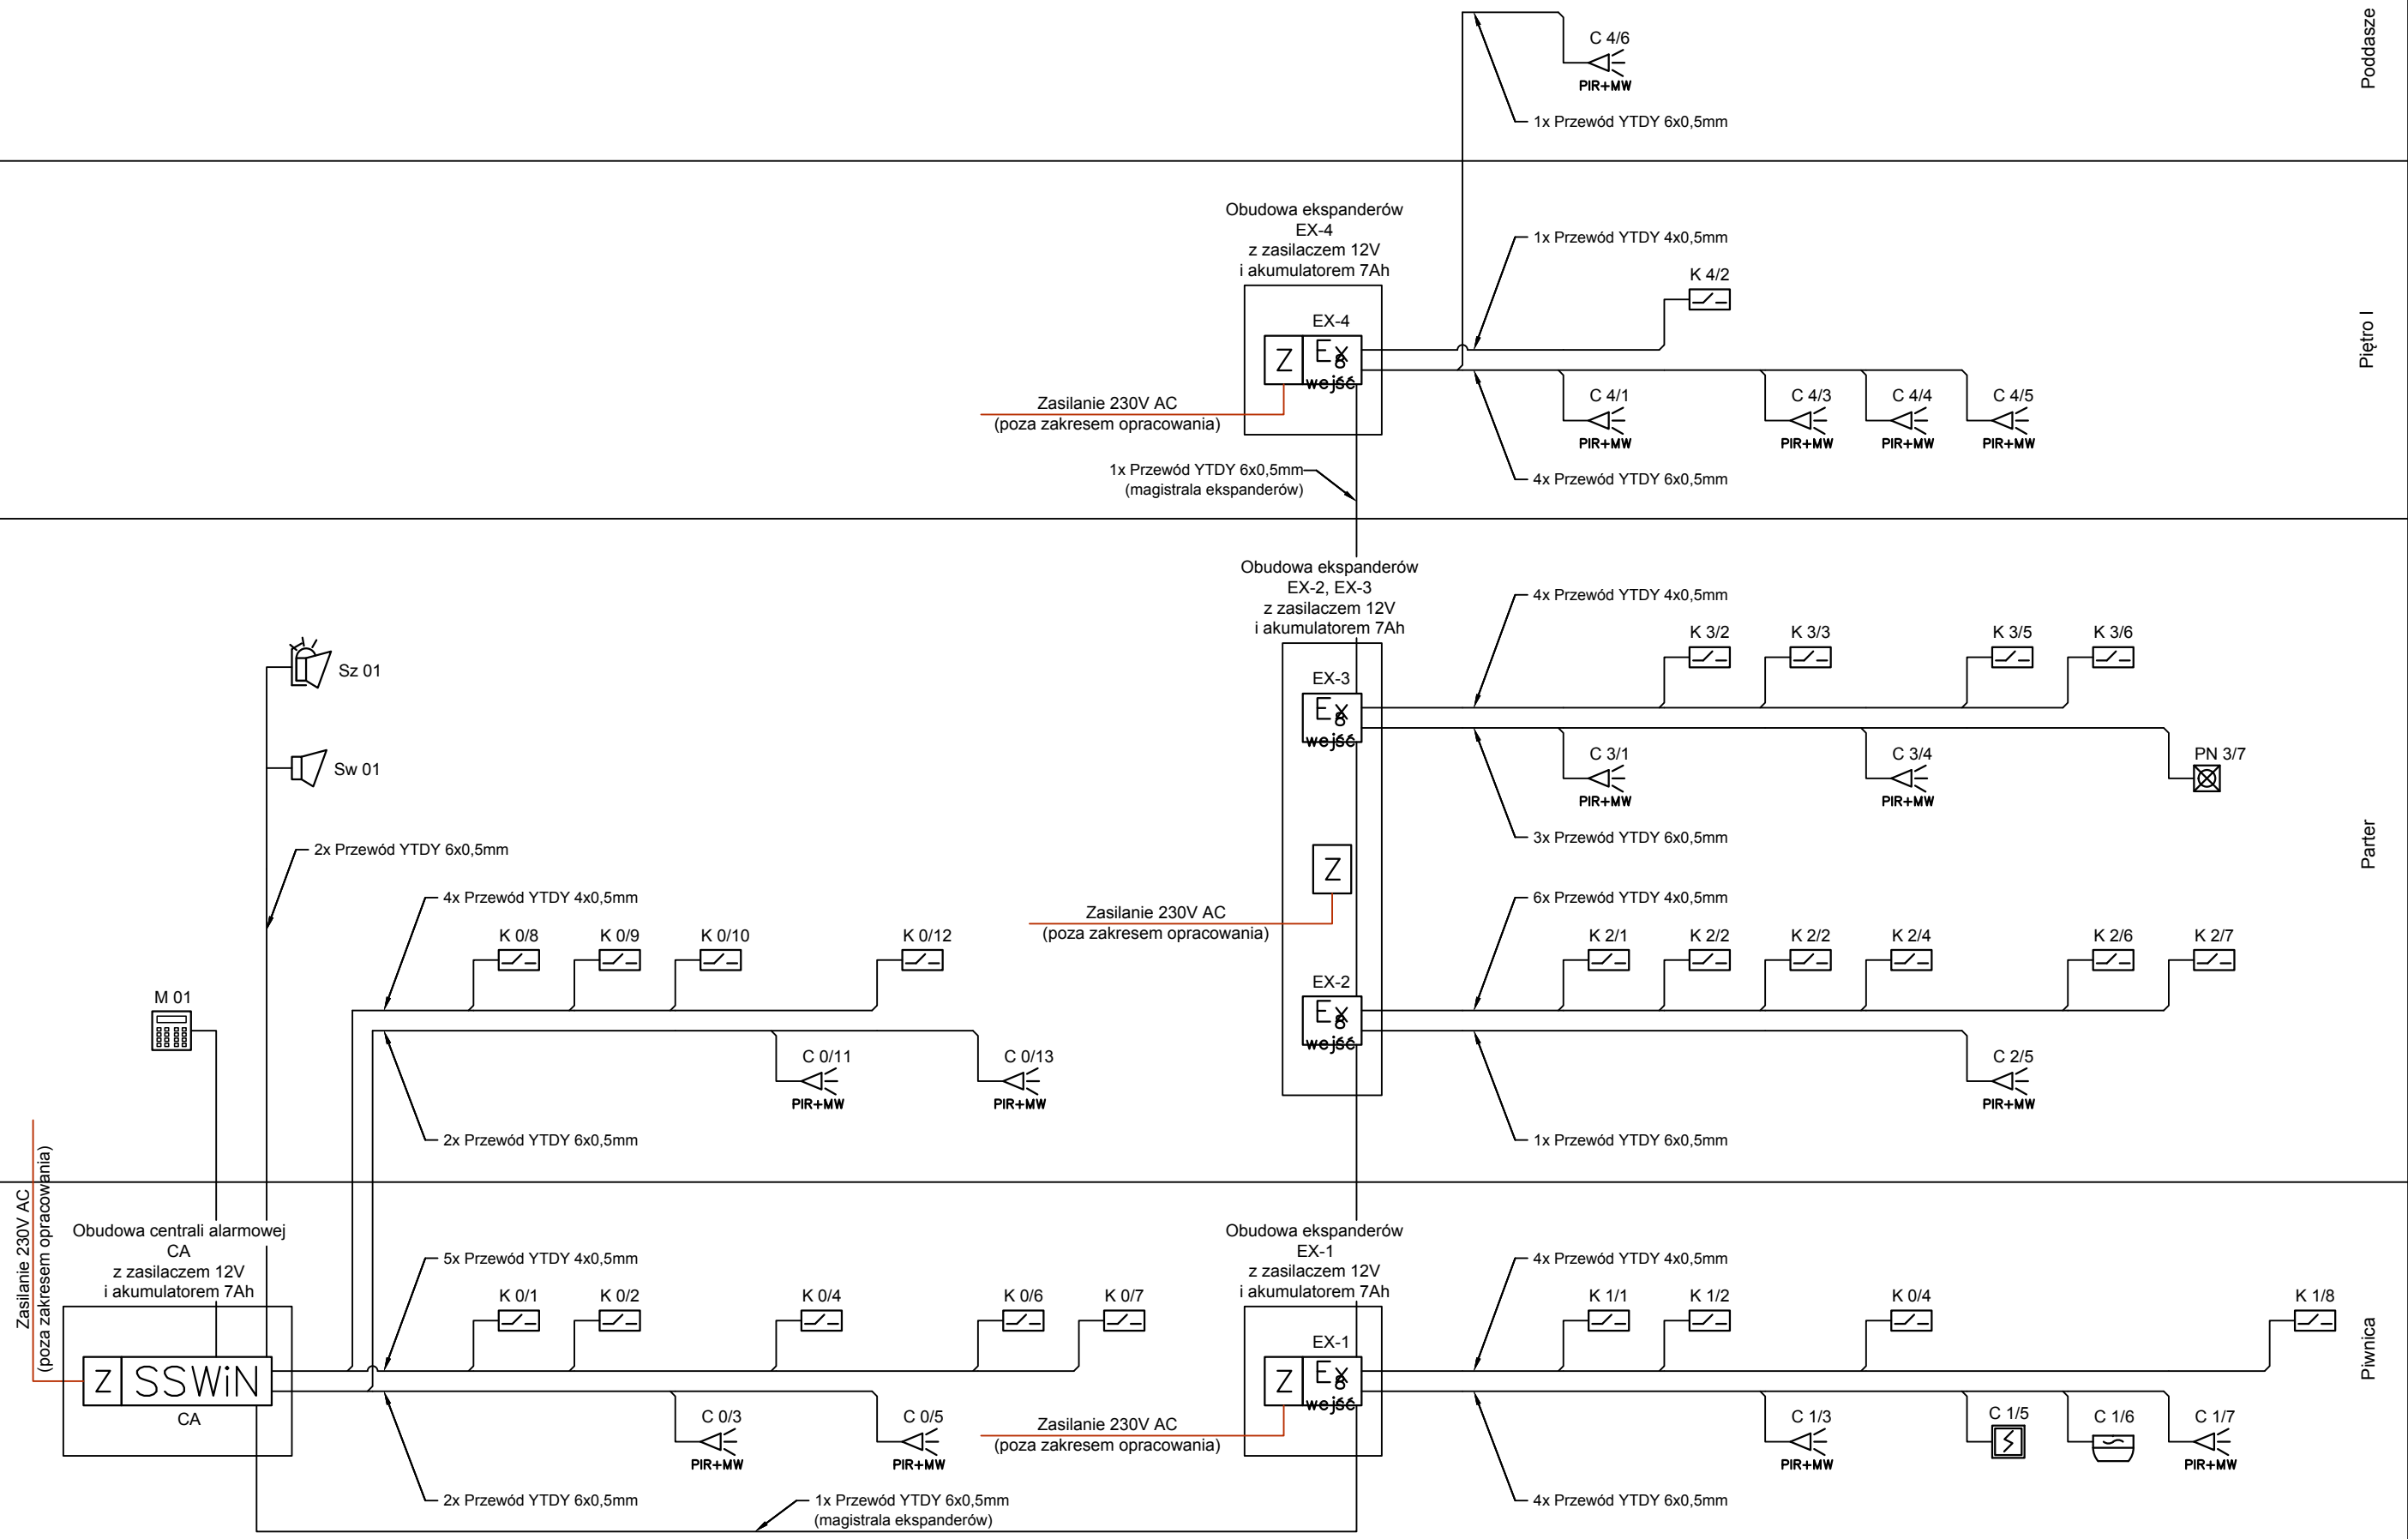 Poddasze
C 4/6
PIR+MW
1x Przewód YTDY 6x0,5mm
Piętro I
Obudowa ekspanderów
EX-4
z zasilaczem 12V
i akumulatorem 7Ah
1x Przewód YTDY 4x0,5mm
K 4/2
EX-4
Z
Ex
8
wejść
Zasilanie 230V AC
(poza zakresem opracowania)
C 4/1
PIR+MW
C 4/3
PIR+MW
C 4/4
PIR+MW
C 4/5
PIR+MW
1x Przewód YTDY 6x0,5mm
(magistrala ekspanderów)
4x Przewód YTDY 6x0,5mm
Parter
Obudowa ekspanderów
EX-2, EX-3
z zasilaczem 12V
i akumulatorem 7Ah
4x Przewód YTDY 4x0,5mm
K 3/2
K 3/3
K 3/5
K 3/6
EX-3
Ex
8
wejść
C 3/1
PIR+MW
C 3/4
PIR+MW
PN 3/7
3x Przewód YTDY 6x0,5mm
Sz 01
Sw 01
2x Przewód YTDY 6x0,5mm
Z
Zasilanie 230V AC
(poza zakresem opracowania)
4x Przewód YTDY 4x0,5mm
K 0/8
K 0/9
K 0/10
K 0/12
6x Przewód YTDY 4x0,5mm
K 2/1
K 2/2
K 2/2
K 2/4
K 2/6
K 2/7
M 01
EX-2
Ex
8
wejść
C 0/11
PIR+MW
C 0/13
PIR+MW
C 2/5
PIR+MW
2x Przewód YTDY 6x0,5mm
1x Przewód YTDY 6x0,5mm
Piwnica
Zasilanie 230V AC
(poza zakresem opracowania)
Obudowa centrali alarmowej
CA
z zasilaczem 12V
i akumulatorem 7Ah
5x Przewód YTDY 4x0,5mm
K 0/1
K 0/2
K 0/4
K 0/6
K 0/7
Z
SSWiN
CA
C 0/3
PIR+MW
C 0/5
PIR+MW
2x Przewód YTDY 6x0,5mm
1x Przewód YTDY 6x0,5mm
(magistrala ekspanderów)
Obudowa ekspanderów
EX-1
z zasilaczem 12V
i akumulatorem 7Ah
4x Przewód YTDY 4x0,5mm
K 1/1
K 1/2
K 0/4
K 1/8
EX-1
Z
Ex
8
wejść
Zasilanie 230V AC
(poza zakresem opracowania)
C 1/3
PIR+MW
C 1/5
C 1/6
C 1/7
PIR+MW
4x Przewód YTDY 6x0,5mm